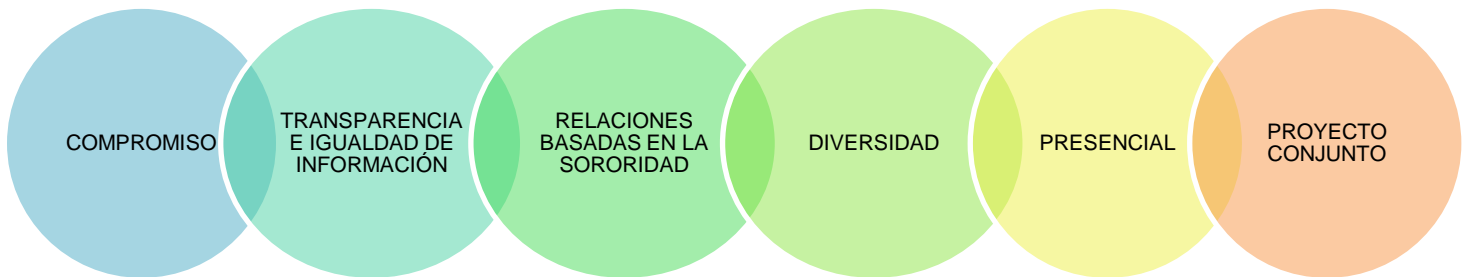 COMPROMISO
TRANSPARENCIA
E IGUALDAD DE
INFORMACIÓN
RELACIONES
BASADAS EN LA
SORORIDAD
DIVERSIDAD
PRESENCIAL
PROYECTO
CONJUNTO